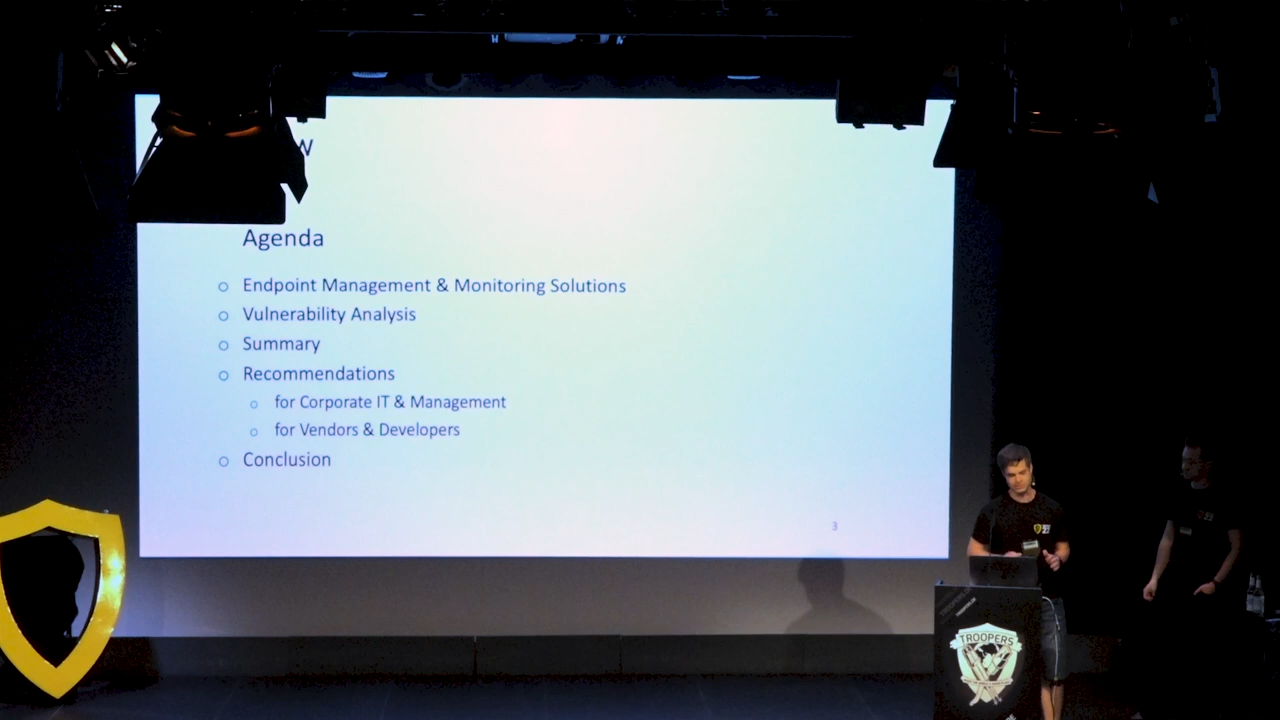 Agenda
Endpoint Management & Monitoring Solutions
Vulnerability Analysis
Summary
Recommendations
for Corporate IT & Management
for Vendors & Developers
Conclusion
3
TROOPERS